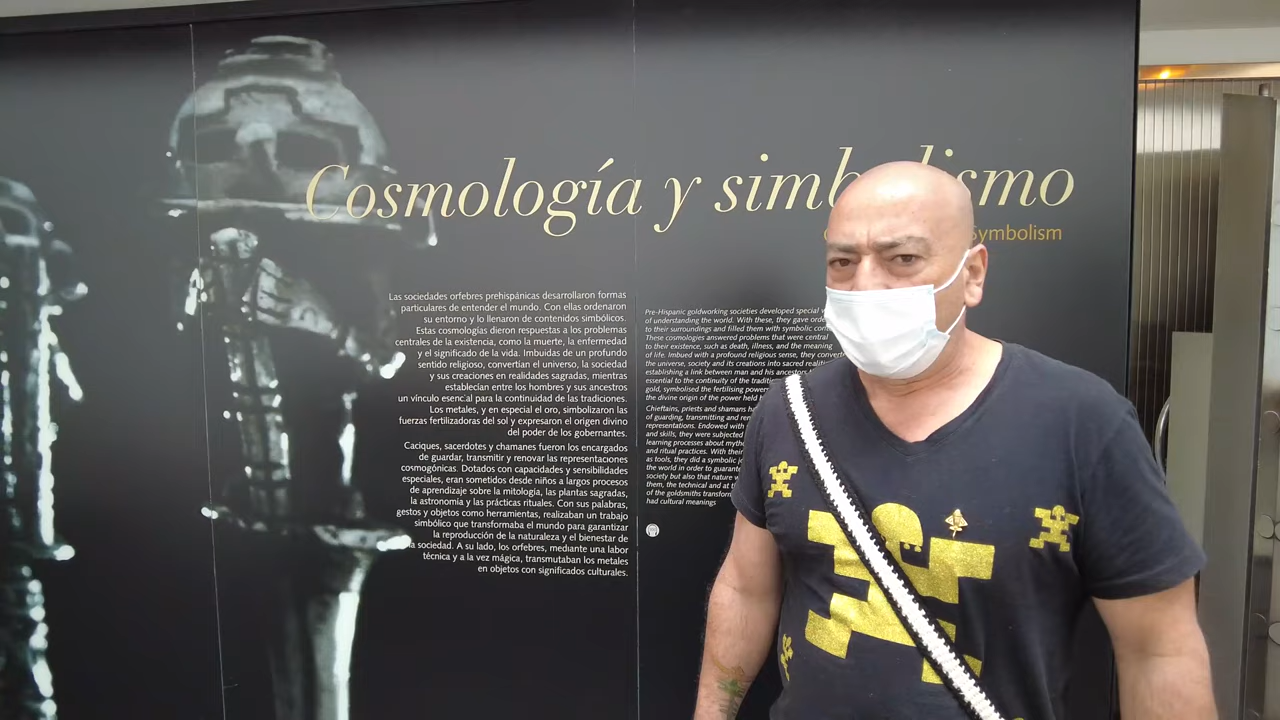 Cosmología y simb lismo
Symbolism
Las sociedades orfebres prehispánicas desarrollaron formas
particulares de entender el mundo. Con ellas ordenaron
su entorno y lo llenaron de contenidos simbólicos.
Estas cosmologías dieron respuestas a los problemas
centrales de la existencia, como la muerte, la enfermedad
y el significado de la vida. Imbuidas de un profundo
sentido religioso, convertían el universo, la sociedad
y sus creaciones en realidades sagradas, mientras
establecían entre los hombres y sus ancestros
un vínculo esencial para la continuidad de las tradiciones.
Los metales, y en especial el oro, simbolizaron las
fuerzas fertilizadoras del sol y expresaron el origen divino
del poder de los gobernantes.
Caciques, sacerdotes y chamanes fueron los encargados
de guardar, transmitir y renovar las representaciones
cosmogónicas. Dotados con capacidades y sensibilidades
especiales, eran sometidos desde niños a largos procesos
de aprendizaje sobre la mitología, las plantas sagradas,
la astronomía y las prácticas rituales. Con sus palabras,
gestos y objetos como herramientas, realizaban un trabajo
simbólico que transformaba el mundo para garantizar
la reproducción de la naturaleza y el bienestar de
la sociedad. A su lado, los orfebres, mediante una labor
técnica y a la vez mágica, transmutaban los metales
en objetos con significados culturales.
Pre-Hispanic goldworking societies developed special
of understanding the world. With these, they gave
to their surroundings and filled them with symbolic
These cosmologies answered problems that were central
to their existence, such as death, illness, and the meaning
of life. Imbued with a profound religious sense, they
the universe, society and its creations into sacred
establishing a link between man and his ancestors
essential to the continuity of the
gold, symbolised the fertilising
the divine origin of the power held
Chieftains, priests and shamans
of guarding, transmitting and
representations. Endowed with
and skills, they were subjected
learning processes about
and ritual practices. With their
as tools, they did a symbolic
the world in order to
society but also that nature
them, the technical and at
of the goldsmiths
had cultural meanings